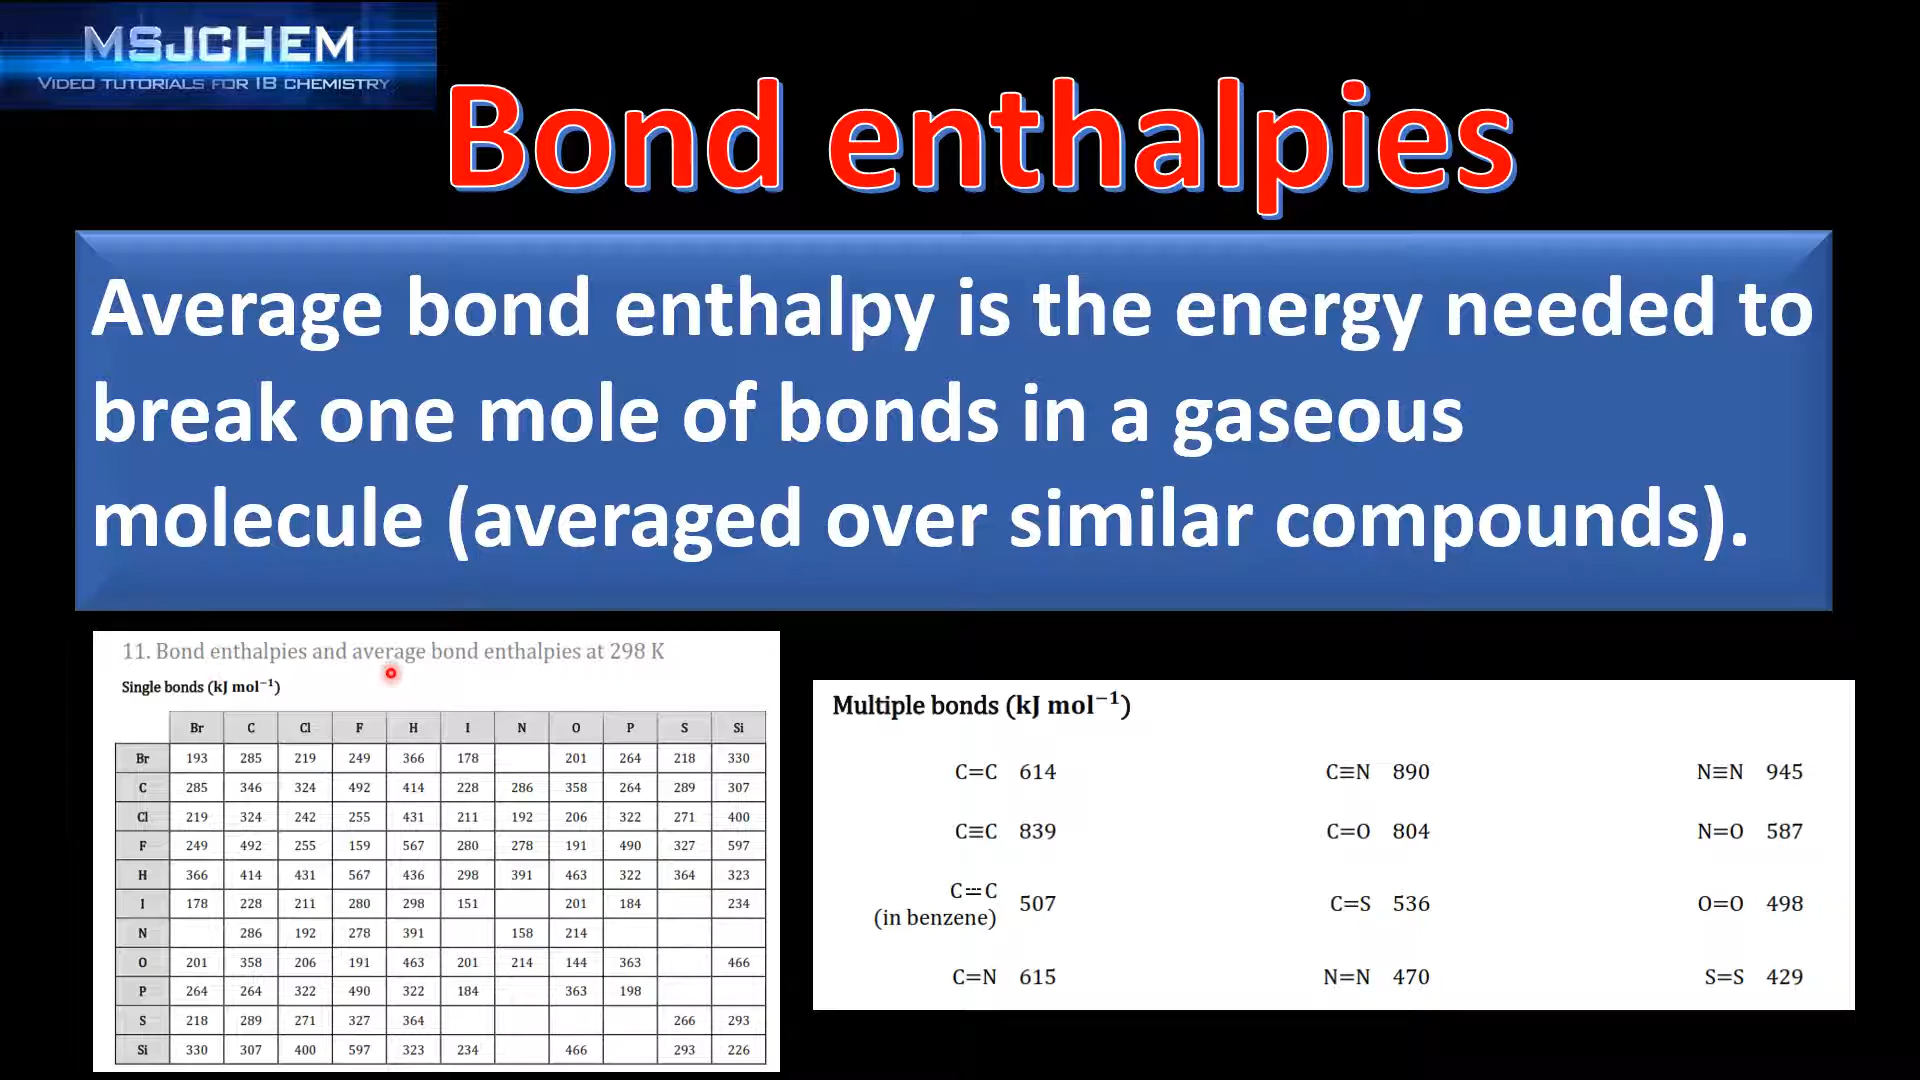 MSJCHEM
VIDEO TUTORIALS FOR IB CHEMISTRY
Bond enthalpies
Average bond enthalpy is the energy needed to
break one mole of bonds in a gaseous
molecule (averaged over similar compounds).
11. Bond enthalpies and average bond enthalpies at 298 K
Single bonds (kJ mol⁻¹)
Br C Cl F H I N O P S Si
Br 193 285 219 249 366 178 201 264 218 330
C 285 346 324 492 414 228 286 358 264 289 307
Cl 219 324 242 255 431 211 192 206 322 271 400
F 249 492 255 159 567 280 278 191 490 327 597
H 366 414 431 567 436 298 391 463 322 364 323
I 178 228 211 280 298 151 201 184 234
N 286 192 278 391 158 214
O 201 358 206 191 463 201 214 144 363 466
P 264 264 322 490 322 184 363 198
S 218 289 271 327 364 266 293
Si 330 307 400 597 323 234 466 293 226
Multiple bonds (kJ mol⁻¹)
C=C 614 C≡N 890 N≡N 945
C≡C 839 C=O 804 N=O 587
C⩦C
(in benzene) 507 C=S 536 O=O 498
C=N 615 N=N 470 S=S 429